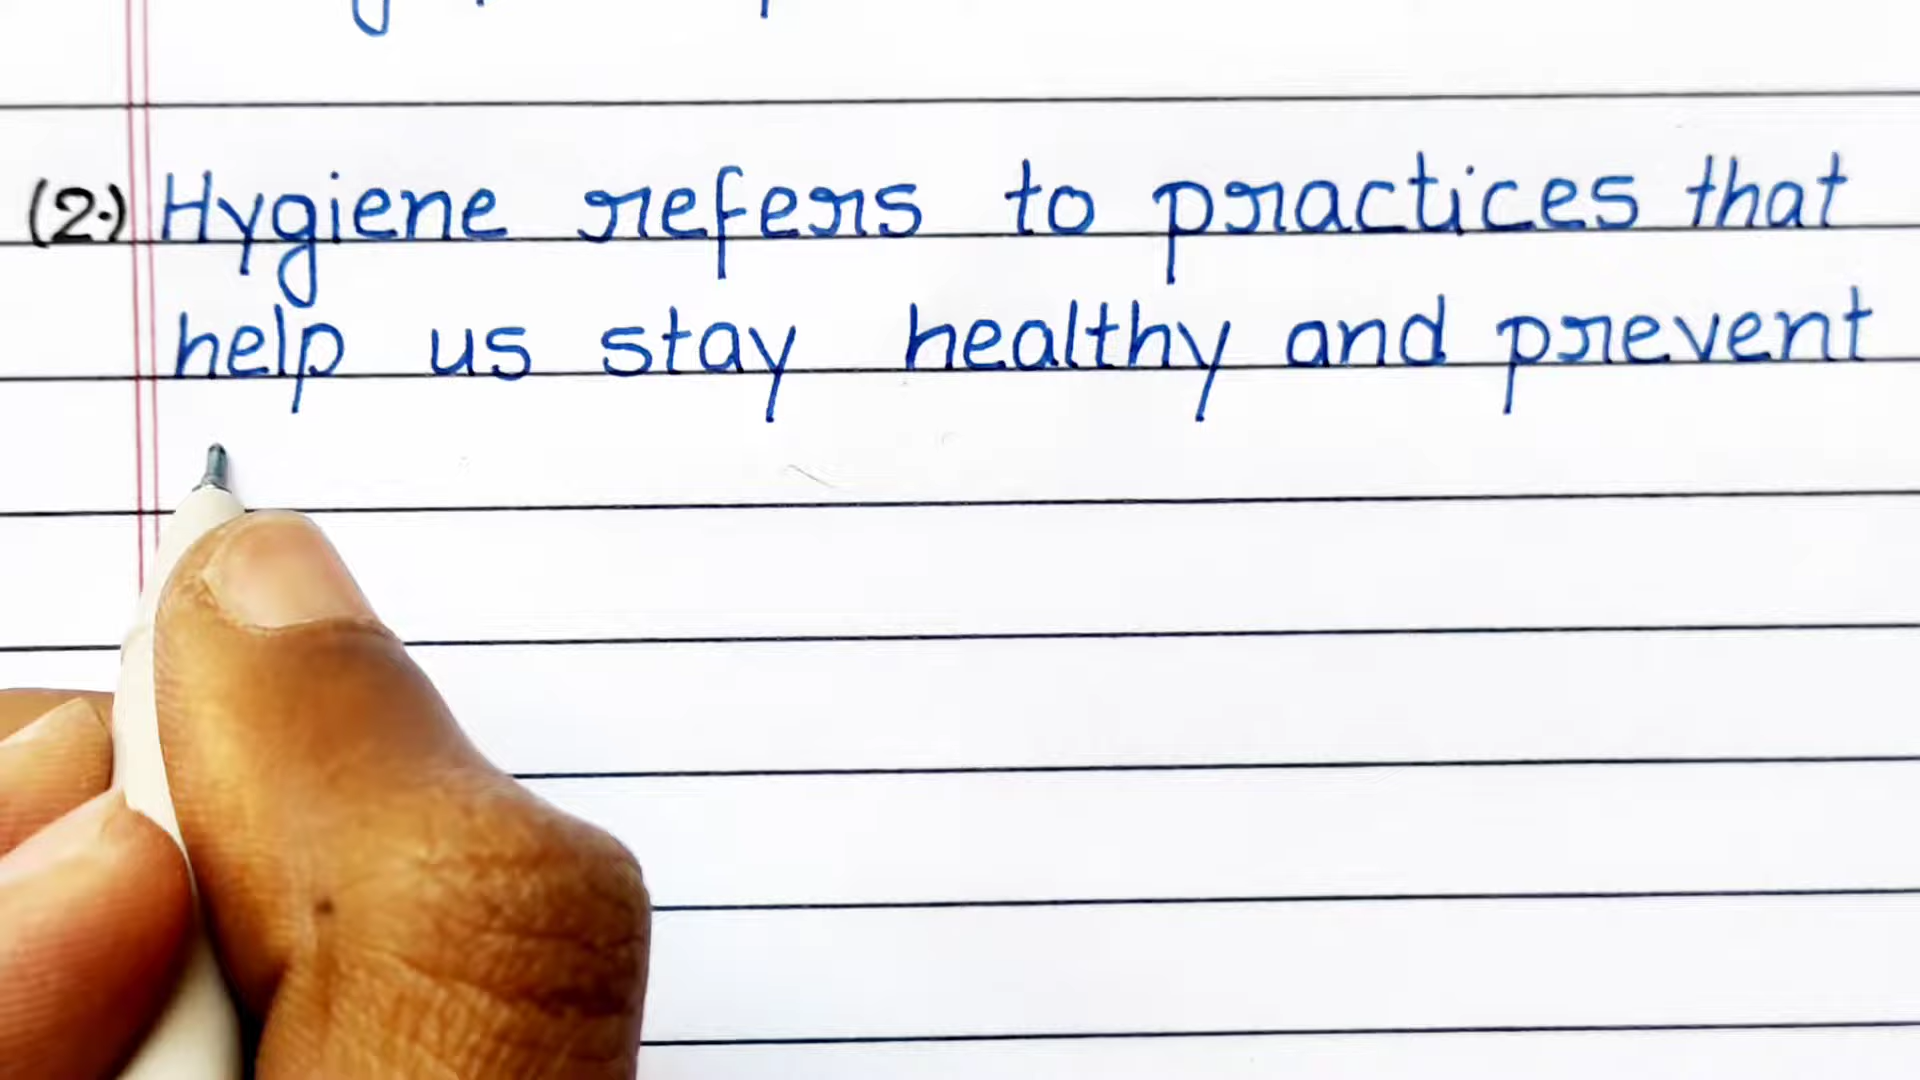 (2.) Hygiene refers to practices that
help us stay healthy and prevent